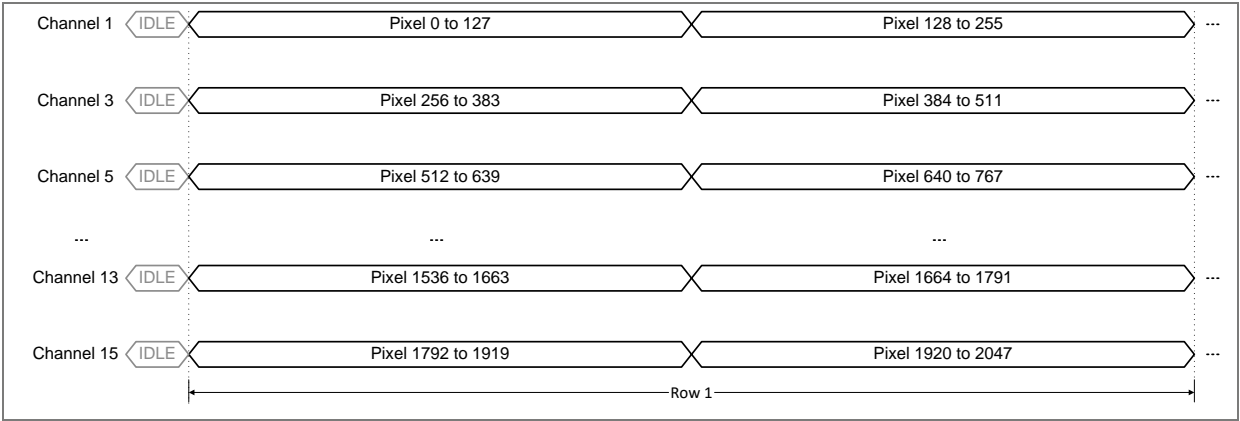 Channel 1 IDLE Pixel 0 to 127 Pixel 128 to 255 ...
Channel 3 IDLE Pixel 256 to 383 Pixel 384 to 511 ...
Channel 5 IDLE Pixel 512 to 639 Pixel 640 to 767 ...
... ... ...
Channel 13 IDLE Pixel 1536 to 1663 Pixel 1664 to 1791 ...
Channel 15 IDLE Pixel 1792 to 1919 Pixel 1920 to 2047 ...
Row 1